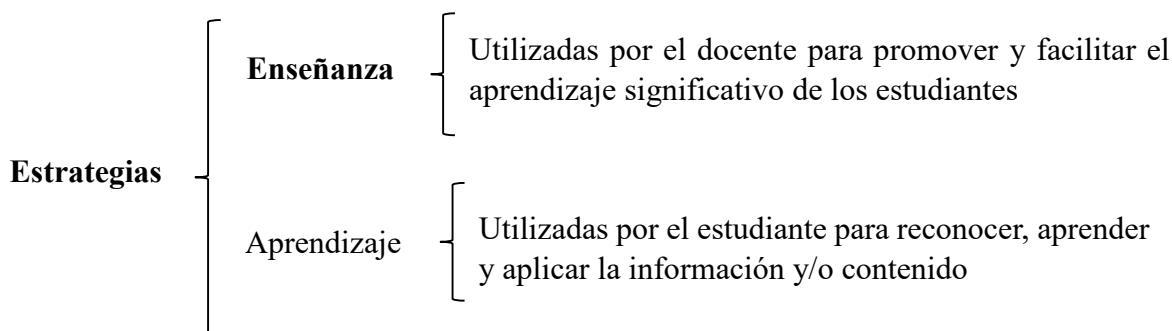 Enseñanza
Utilizadas por el docente para promover y facilitar el
aprendizaje significativo de los estudiantes
Estrategias
Aprendizaje
Utilizadas por el estudiante para reconocer, aprender
y aplicar la información y/o contenido